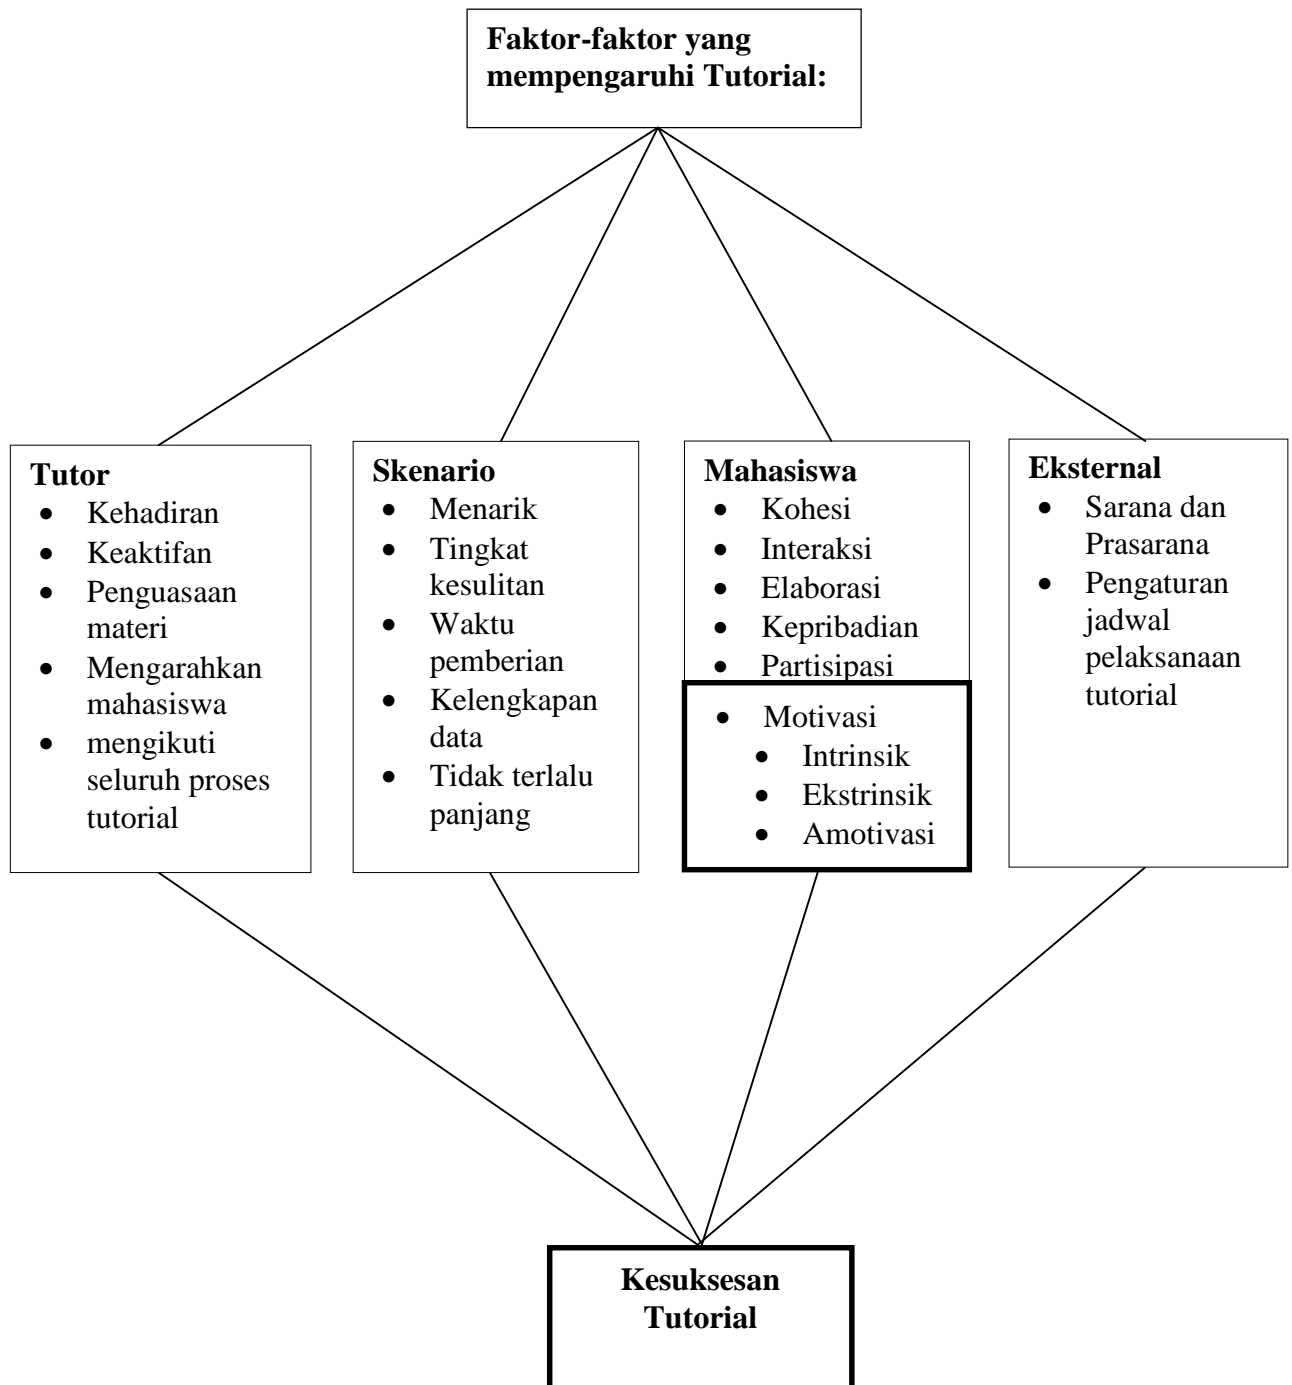 Faktor-faktor yang
mempengaruhi Tutorial:
Tutor
• Kehadiran
• Keaktifan
• Penguasaan
materi
• Mengarahkan
mahasiswa
• mengikuti
seluruh proses
tutorial
Skenario
• Menarik
• Tingkat
kesulitan
• Waktu
pemberian
• Kelengkapan
data
• Tidak terlalu
panjang
Mahasiswa
• Kohesi
• Interaksi
• Elaborasi
• Kepribadian
• Partisipasi
• Motivasi
• Intrinsik
• Ekstrinsik
• Amotivasi
Eksternal
• Sarana dan
Prasarana
• Pengaturan
jadwal
pelaksanaan
tutorial
Kesuksesan
Tutorial